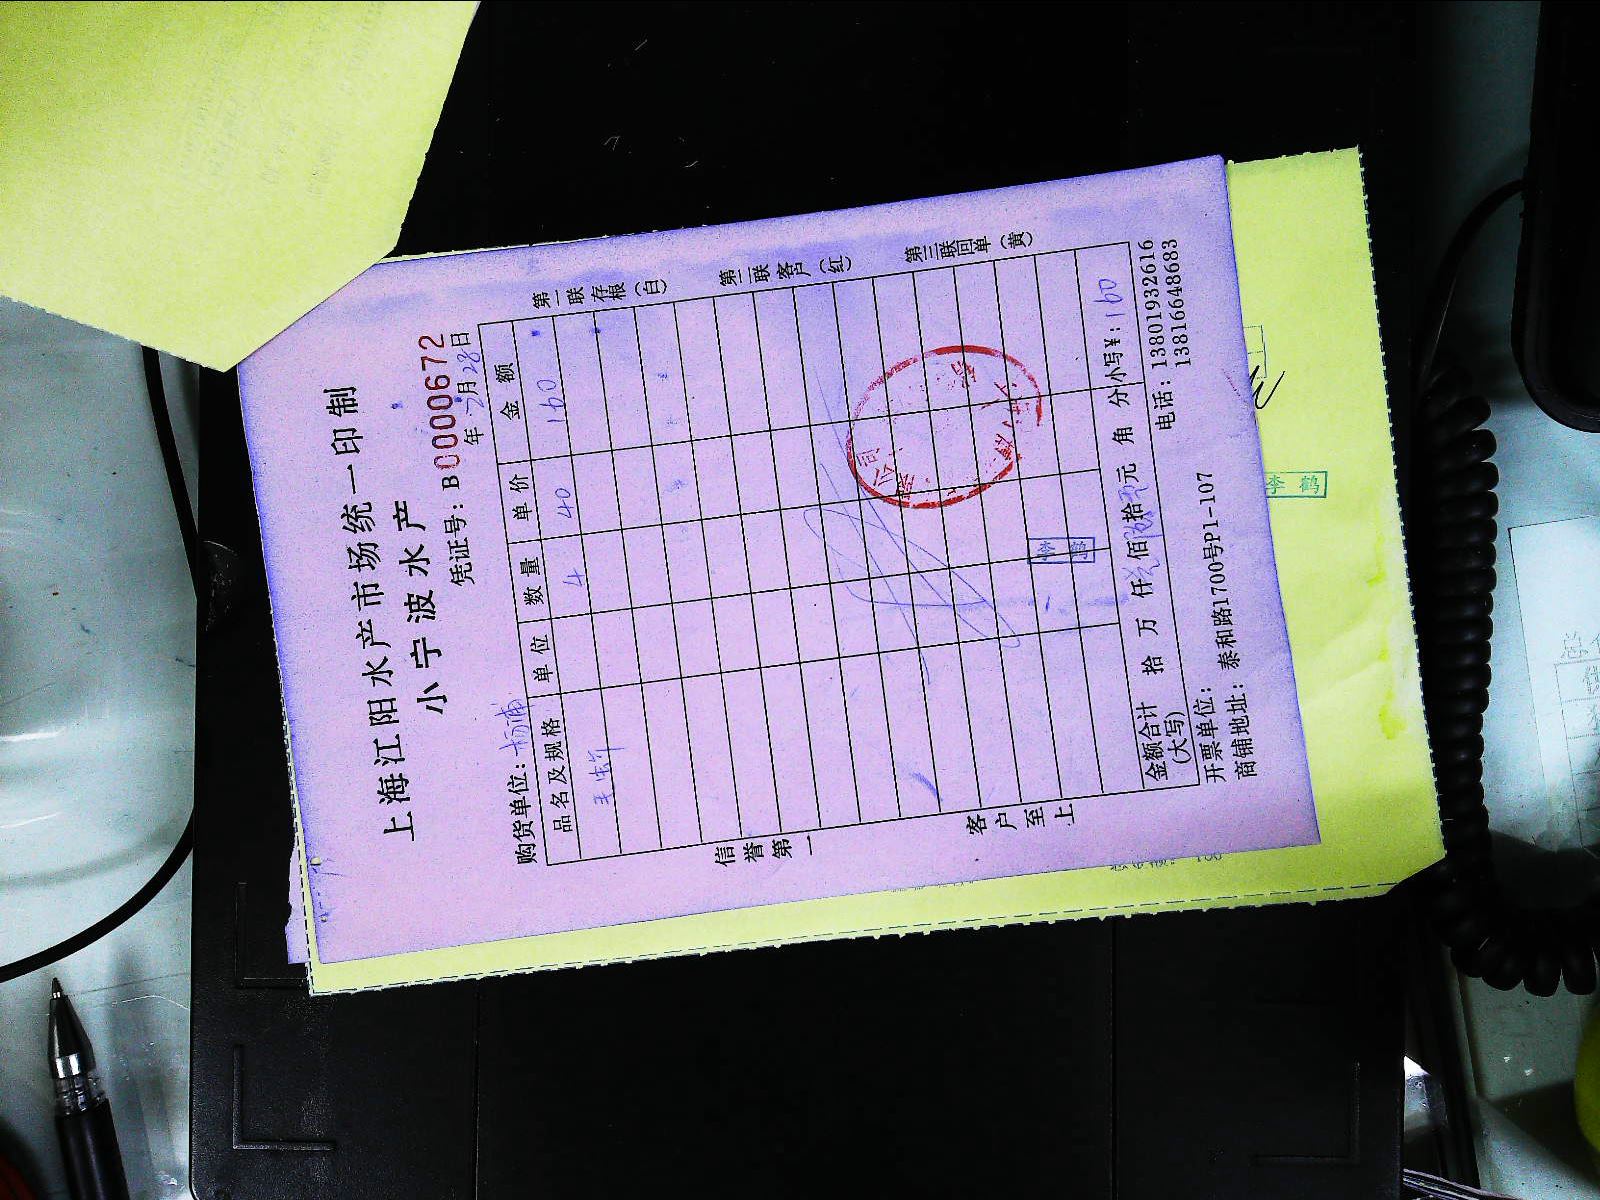 上海江阳水产市场统一印制
小宁波水产
凭证号：B0000672
购货单位：杨浦
年 7月28日
品名及规格 单位 数量 单价 金额
4 40 160
金额合计(大写) 拾 万 仟 佰 拾 元 角 分 小写¥：160
开票单位：
电话：13801932616
13816648683
商铺地址：泰和路1700号P1-107
信誉第一
客户至上
第一联存根（白）
第二联客户（红）
第三联回单（黄）
李鹤
李鹤